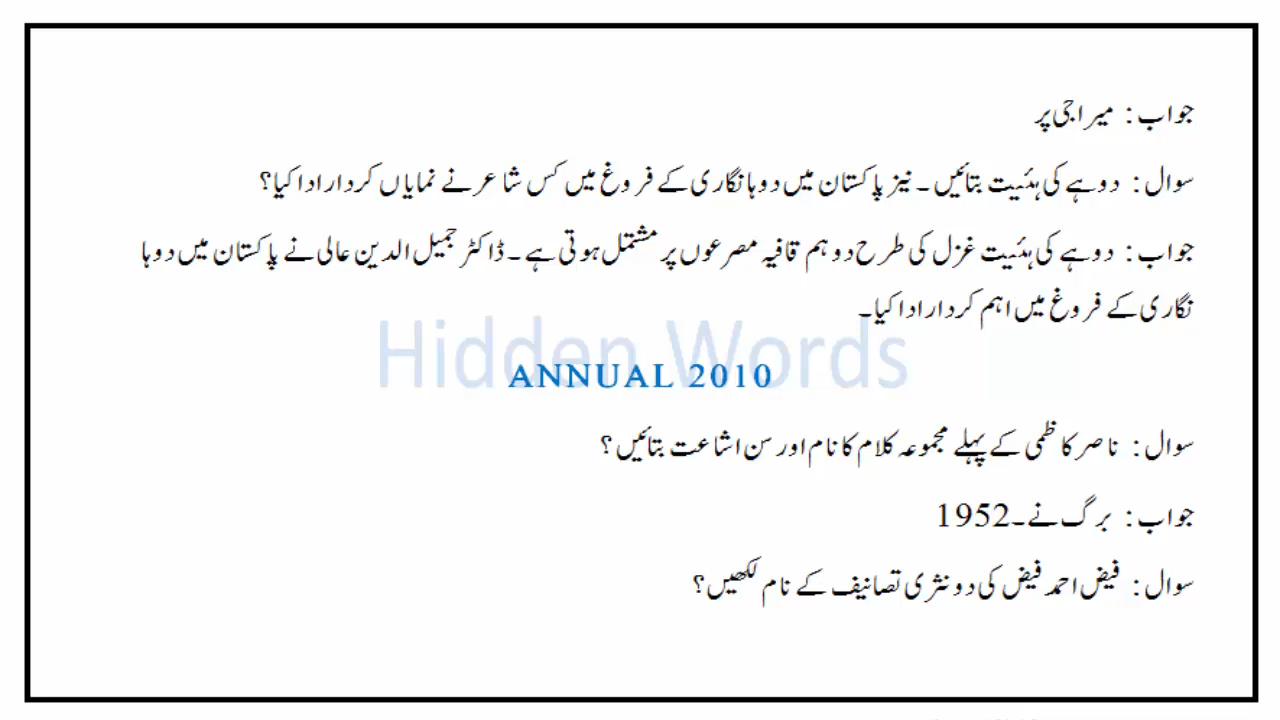 جواب: میراجی پر
سوال: دوہے کی ہئیت بتائیں۔ نیز پاکستان میں دوہا نگاری کے فروغ میں کس شاعر نے نمایاں کردار ادا کیا؟
جواب: دوہے کی ہئیت غزل کی طرح دو ہم قافیہ مصرعوں پر مشتمل ہوتی ہے۔ ڈاکٹر جمیل الدین عالی نے پاکستان میں دوہا
نگاری کے فروغ میں اہم کردار ادا کیا۔
Hidden Words
ANNUAL 2010
سوال: ناصر کاظمی کے پہلے مجموعہ کلام کا نام اور سن اشاعت بتائیں؟
جواب: برگ نے۔1952
سوال: فیض احمد فیض کی دو نثری تصانیف کے نام لکھیں؟